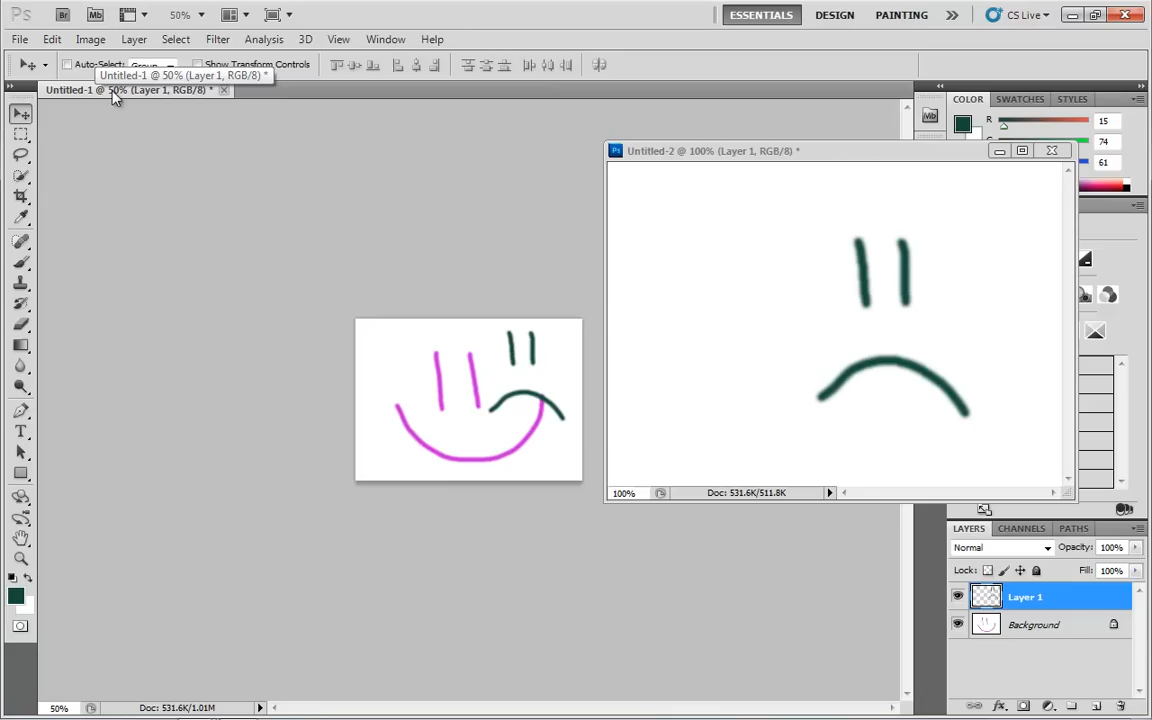 Ps Br Mb 50% ESSENTIALS DESIGN PAINTING CS Live
File Edit Image Layer Select Filter Analysis 3D View Window Help
Auto-Select: Group Show Transform Controls
Untitled-1 @ 50% (Layer 1, RGB/8) *
Untitled-1 @ 50% (Layer 1, RGB/8) *
COLOR SWATCHES STYLES
Mb
R 15
74
61
Ps Untitled-2 @ 100% (Layer 1, RGB/8) *
T
100% Doc: 531.6K/511.8K
LAYERS CHANNELS PATHS
Normal Opacity: 100%
Lock: Fill: 100%
Layer 1
Background
fx
50% Doc: 531.6K/1.01M